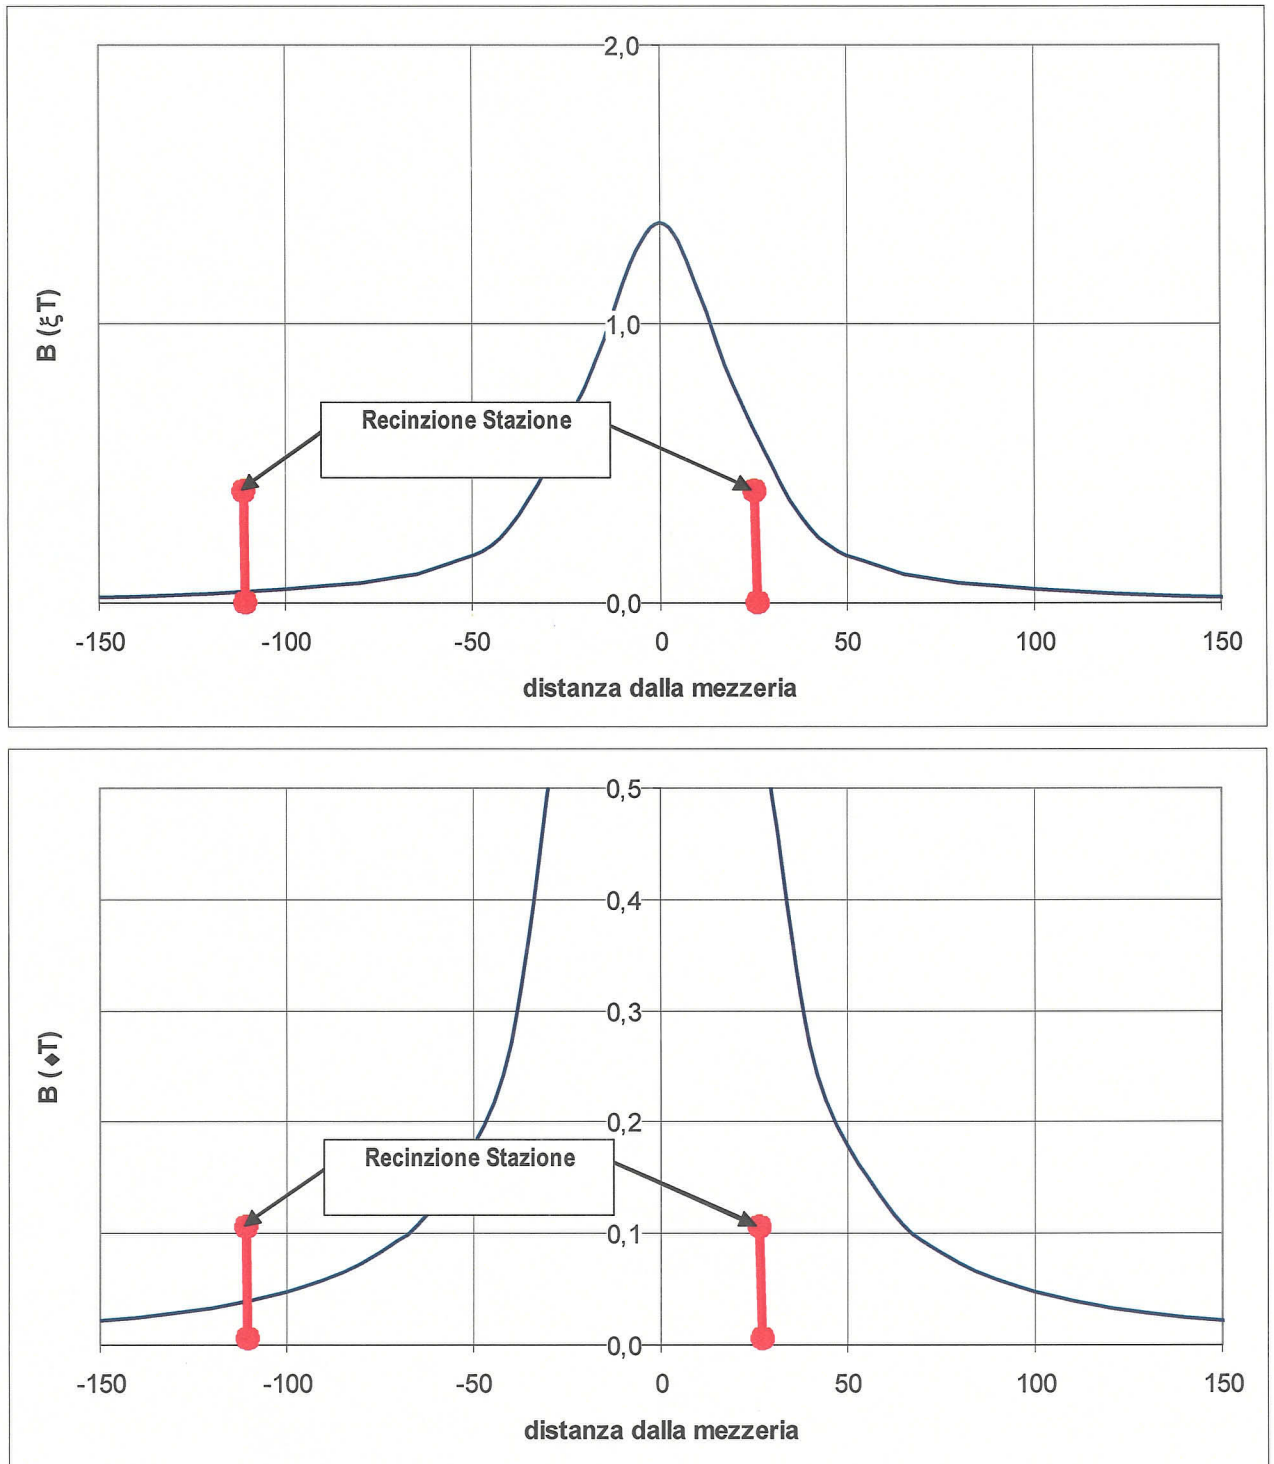 2,0
1,0
0,0
B (ξT)
Recinzione Stazione
-150 -100 -50 0 50 100 150
distanza dalla mezzeria
0,5
0,4
0,3
0,2
0,1
0,0
B (◆T)
Recinzione Stazione
-150 -100 -50 0 50 100 150
distanza dalla mezzeria